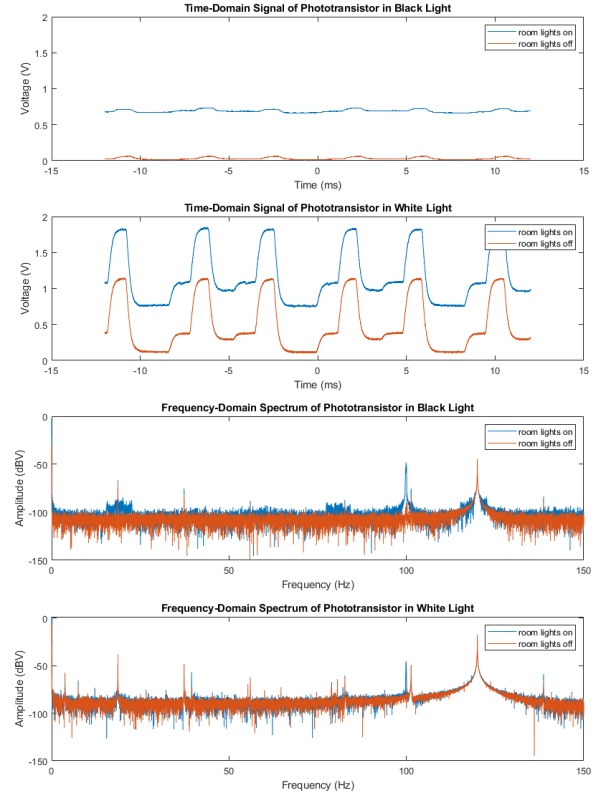 Time-Domain Signal of Phototransistor in Black Light
2
1.5
1
0.5
0
Voltage (V)
room lights on
room lights off
-15
-10
-5
0
5
10
15
Time (ms)
Time-Domain Signal of Phototransistor in White Light
2
1.5
1
0.5
0
Voltage (V)
room lights on
room lights off
-15
-10
-5
0
5
10
15
Time (ms)
Frequency-Domain Spectrum of Phototransistor in Black Light
0
-50
-100
-150
Amplitude (dBV)
room lights on
room lights off
0
50
100
150
Frequency (Hz)
Frequency-Domain Spectrum of Phototransistor in White Light
0
-50
-100
-150
Amplitude (dBV)
room lights on
room lights off
0
50
100
150
Frequency (Hz)